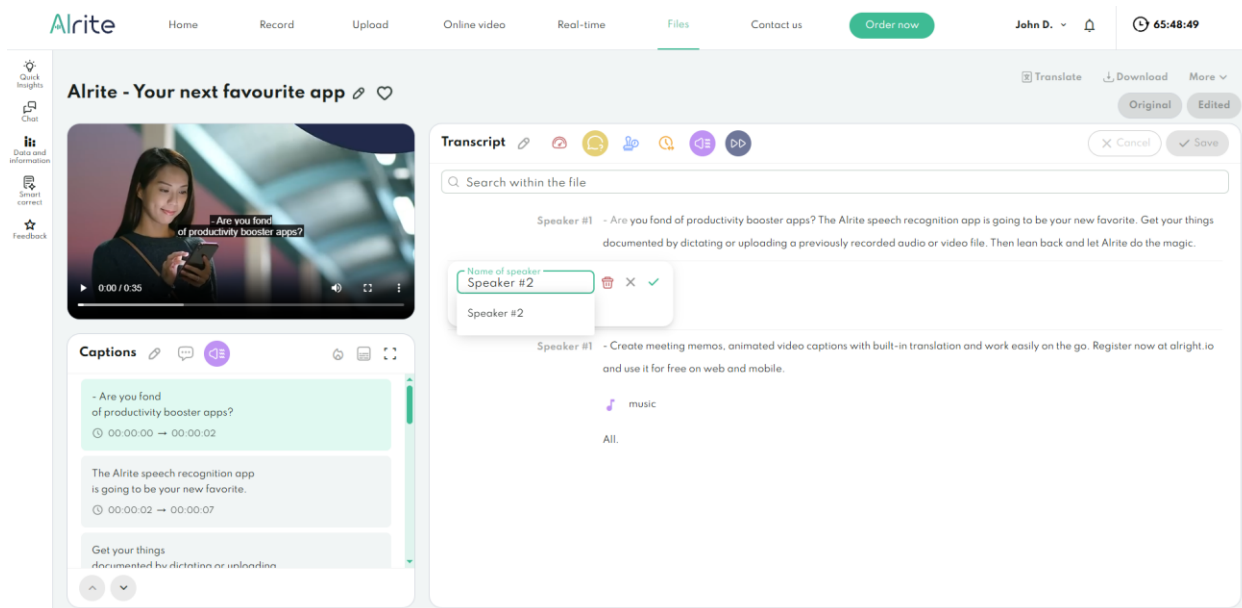 Alrite
Home
Record
Upload
Online video
Real-time
Files
Contact us
Order now
John D.
65:48:49
Quick
Insights
Chat
Data and
information
Smart
correct
Feedback
Alrite - Your next favourite app
Translate
Download
More
Original
Edited
- Are you fond
of productivity booster apps?
0:00 / 0:35
Captions
- Are you fond
of productivity booster apps?
00:00:00 → 00:00:02
The Alrite speech recognition app
is going to be your new favorite.
00:00:02 → 00:00:07
Get your things
documented by dictating or uploading
Transcript
Cancel
Save
Search within the file
Speaker #1 - Are you fond of productivity booster apps? The Alrite speech recognition app is going to be your new favorite. Get your things
documented by dictating or uploading a previously recorded audio or video file. Then lean back and let Alrite do the magic.
Name of speaker
Speaker #2
Speaker #2
Speaker #1 - Create meeting memos, animated video captions with built-in translation and work easily on the go. Register now at alright.io
and use it for free on web and mobile.
music
All.